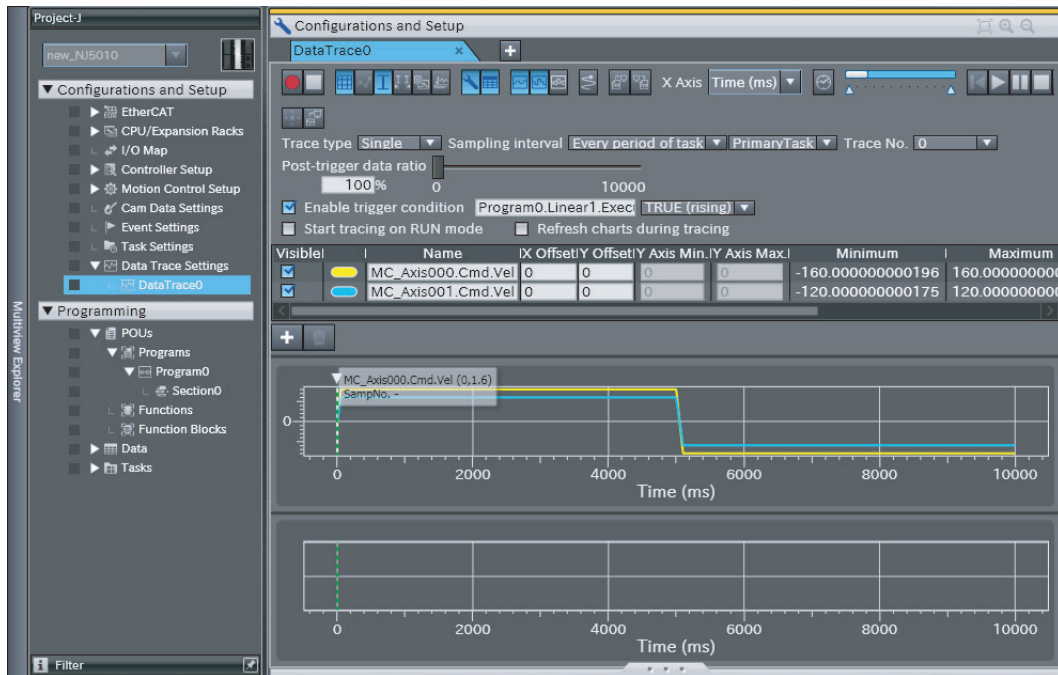 Project-J
new_NJ5010
Configurations and Setup
EtherCAT
CPU/Expansion Racks
I/O Map
Controller Setup
Motion Control Setup
Cam Data Settings
Event Settings
Task Settings
Data Trace Settings
DataTrace0
Programming
POUs
Programs
Program0
Section0
Functions
Function Blocks
Data
Tasks
Filter
Multiview Explorer
Configurations and Setup
DataTrace0 × +
X Axis Time (ms)
Trace type Single Sampling interval Every period of task PrimaryTask Trace No. 0
Post-trigger data ratio
100 % 0 10000
Enable trigger condition Program0.Linear1.Execu TRUE (rising)
Start tracing on RUN mode Refresh charts during tracing
Visible Name X Offset Y Offset Y Axis Min. Y Axis Max. Minimum Maximum
MC_Axis000.Cmd.Vel 0 0 0 0 -160.000000000196 160.00000000
MC_Axis001.Cmd.Vel 0 0 0 0 -120.000000000175 120.00000000
MC_Axis000.Cmd.Vel (0,1.6)
SampNo. -
0
0 2000 4000 6000 8000 10000
Time (ms)
0 2000 4000 6000 8000 10000
Time (ms)